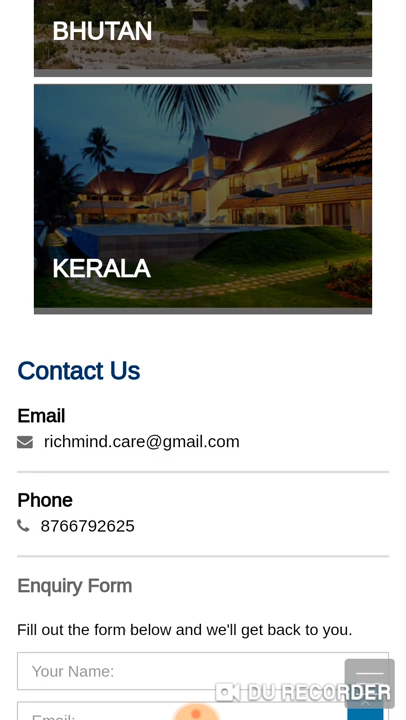 BHUTAN
KERALA
Contact Us
Email
richmind.care@gmail.com
Phone
8766792625
Enquiry Form
Fill out the form below and we'll get back to you.
Your Name:
DU RECORDER
Email: